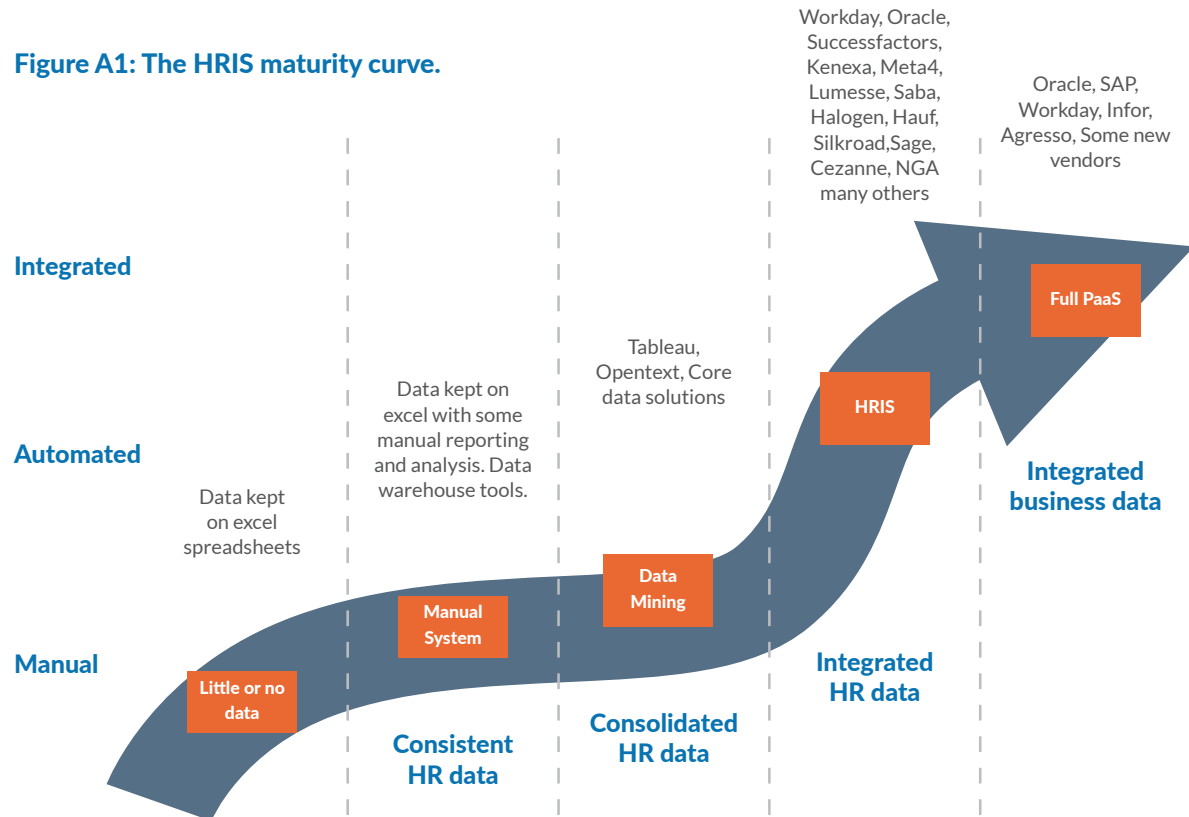 Figure A1: The HRIS maturity curve.
Workday, Oracle,
Successfactors,
Kenexa, Meta4,
Lumesse, Saba,
Halogen, Hauf,
Silkroad,Sage,
Cezanne, NGA
many others
Oracle, SAP,
Workday, Infor,
Agresso, Some new
vendors
Integrated
Full PaaS
Tableau,
Opentext, Core
data solutions
Data kept on
excel with some
manual reporting
and analysis. Data
warehouse tools.
HRIS
Automated
Integrated
business data
Data kept
on excel
spreadsheets
Data
Mining
Manual
System
Manual
Little or no
data
Integrated
HR data
Consolidated
HR data
Consistent
HR data